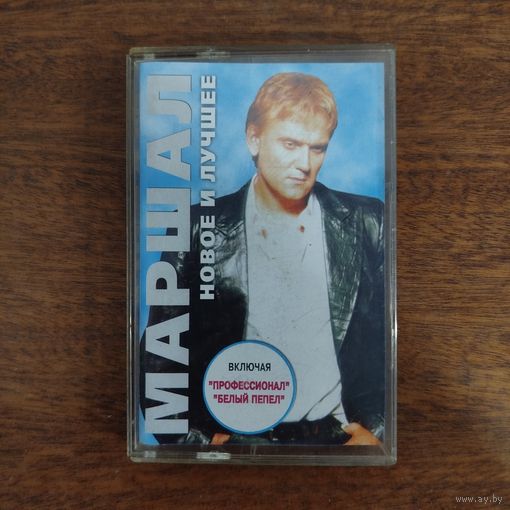 МАРШАЛ
НОВОЕ И ЛУЧШЕЕ
ВКЛЮЧАЯ
"ПРОФЕССИОНАЛ"
"БЕЛЫЙ ПЕПЕЛ"
www.ay.by